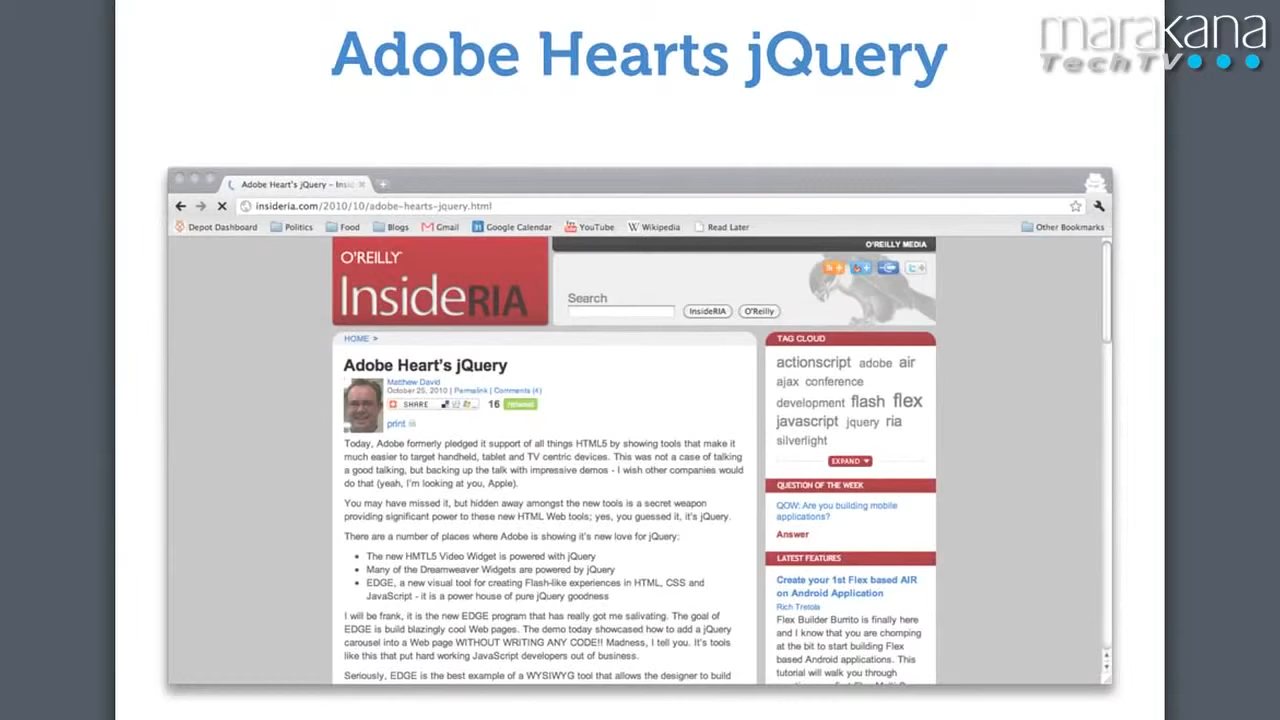 Adobe Hearts jQuery
marakana
TechTV
Adobe Heart's jQuery – Insid
insideria.com/2010/10/adobe-hearts-jquery.html
Depot Dashboard Politics Food Blogs Gmail Google Calendar YouTube Wikipedia Read Later Other Bookmarks
O'REILLY
InsideRIA
O'REILLY MEDIA
Search
InsideRIA O'Reilly
HOME >
Adobe Heart's jQuery
Matthew David
October 25, 2010 | Permalink | Comments (4)
SHARE 16 retweet
print
Today, Adobe formerly pledged it support of all things HTML5 by showing tools that make it
much easier to target handheld, tablet and TV centric devices. This was not a case of talking
a good talking, but backing up the talk with impressive demos - I wish other companies would
do that (yeah, I'm looking at you, Apple).
You may have missed it, but hidden away amongst the new tools is a secret weapon
providing significant power to these new HTML Web tools; yes, you guessed it, it's jQuery.
There are a number of places where Adobe is showing it's new love for jQuery:
• The new HMTL5 Video Widget is powered with jQuery
• Many of the Dreamweaver Widgets are powered by jQuery
• EDGE, a new visual tool for creating Flash-like experiences in HTML, CSS and
JavaScript - it is a power house of pure jQuery goodness
I will be frank, it is the new EDGE program that has really got me salivating. The goal of
EDGE is build blazingly cool Web pages. The demo today showcased how to add a jQuery
carousel into a Web page WITHOUT WRITING ANY CODE!! Madness, I tell you. It's tools
like this that put hard working JavaScript developers out of business.
Seriously, EDGE is the best example of a WYSIWYG tool that allows the designer to build
TAG CLOUD
actionscript adobe air
ajax conference
development flash flex
javascript jquery ria
silverlight
EXPAND
QUESTION OF THE WEEK
QOW: Are you building mobile
applications?
Answer
LATEST FEATURES
Create your 1st Flex based AIR
on Android Application
Rich Tretola
Flex Builder Burrito is finally here
and I know that you are chomping
at the bit to start building Flex
based Android applications. This
tutorial will walk you through